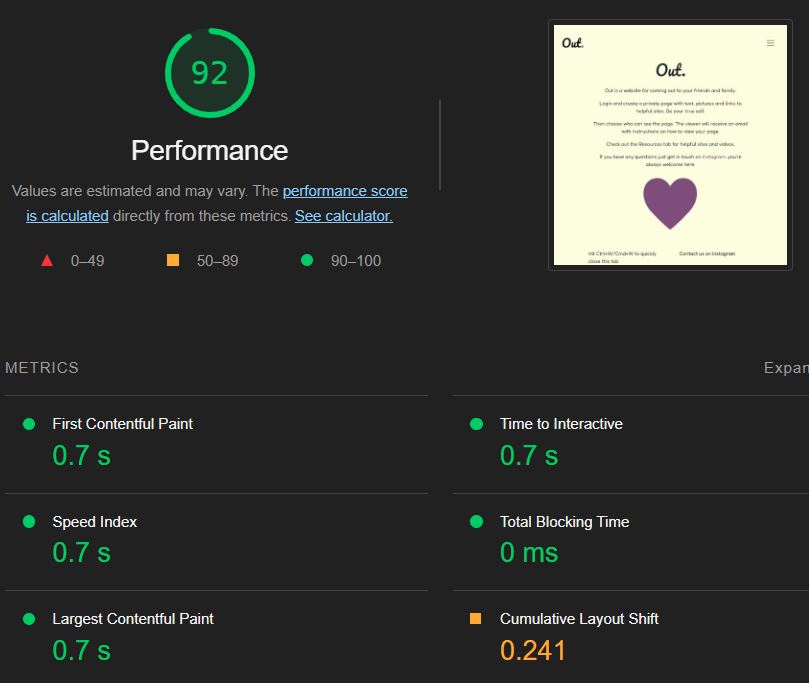 92
Performance
Values are estimated and may vary. The performance score
is calculated directly from these metrics. See calculator.
0–49
50–89
90–100
Out.
Out.
Out is a website for coming out to your friends and family.
Login and create a private page with text, pictures and links to
helpful sites. Be your true self.
Then choose who can see the page. The viewer will receive an email
with instructions on how to view your page.
Check out the Resources tab for helpful sites and videos.
If you have any questions just get in touch on Instagram, you're
always welcome here.
Hit Ctrl+W/Cmd+W to quickly
close this tab
Contact us on Instagram
METRICS
Expan
First Contentful Paint
0.7 s
Time to Interactive
0.7 s
Speed Index
0.7 s
Total Blocking Time
0 ms
Largest Contentful Paint
0.7 s
Cumulative Layout Shift
0.241